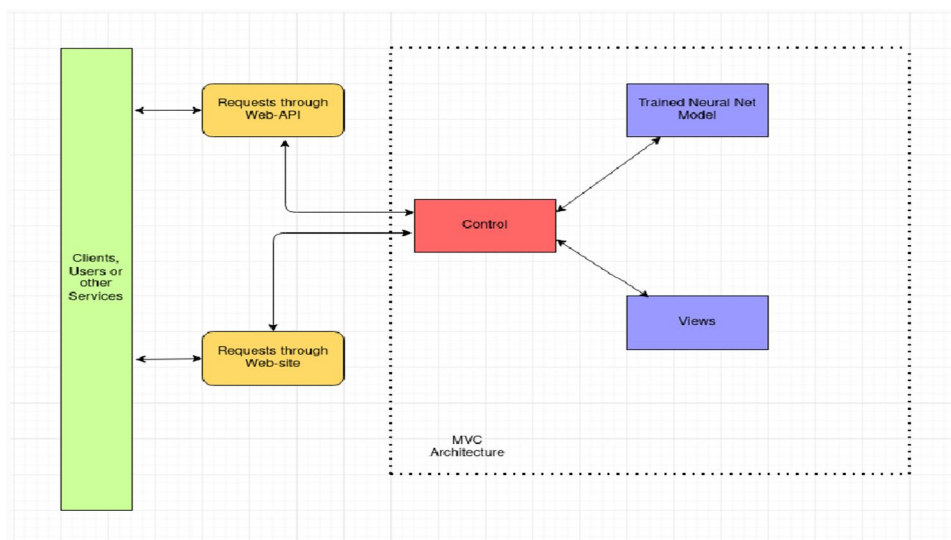 Clients,
Users or
other
Services
Requests through
Web-API
Requests through
Web-site
Control
Trained Neural Net
Model
Views
MVC
Architecture